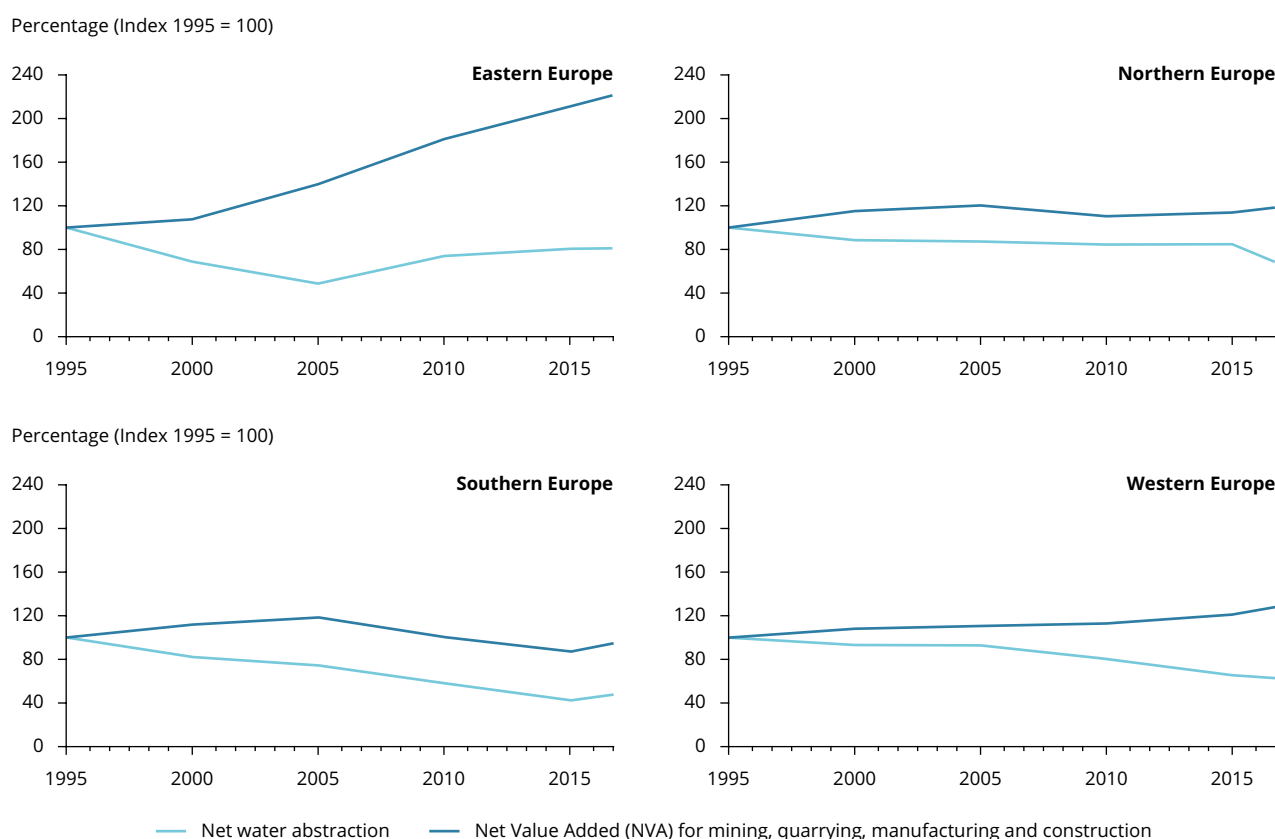 Percentage (Index 1995 = 100)
Eastern Europe
240
200
160
120
80
40
0
1995 2000 2005 2010 2015
Northern Europe
240
200
160
120
80
40
0
1995 2000 2005 2010 2015
Percentage (Index 1995 = 100)
Southern Europe
240
200
160
120
80
40
0
1995 2000 2005 2010 2015
Western Europe
240
200
160
120
80
40
0
1995 2000 2005 2010 2015
Net water abstraction Net Value Added (NVA) for mining, quarrying, manufacturing and construction